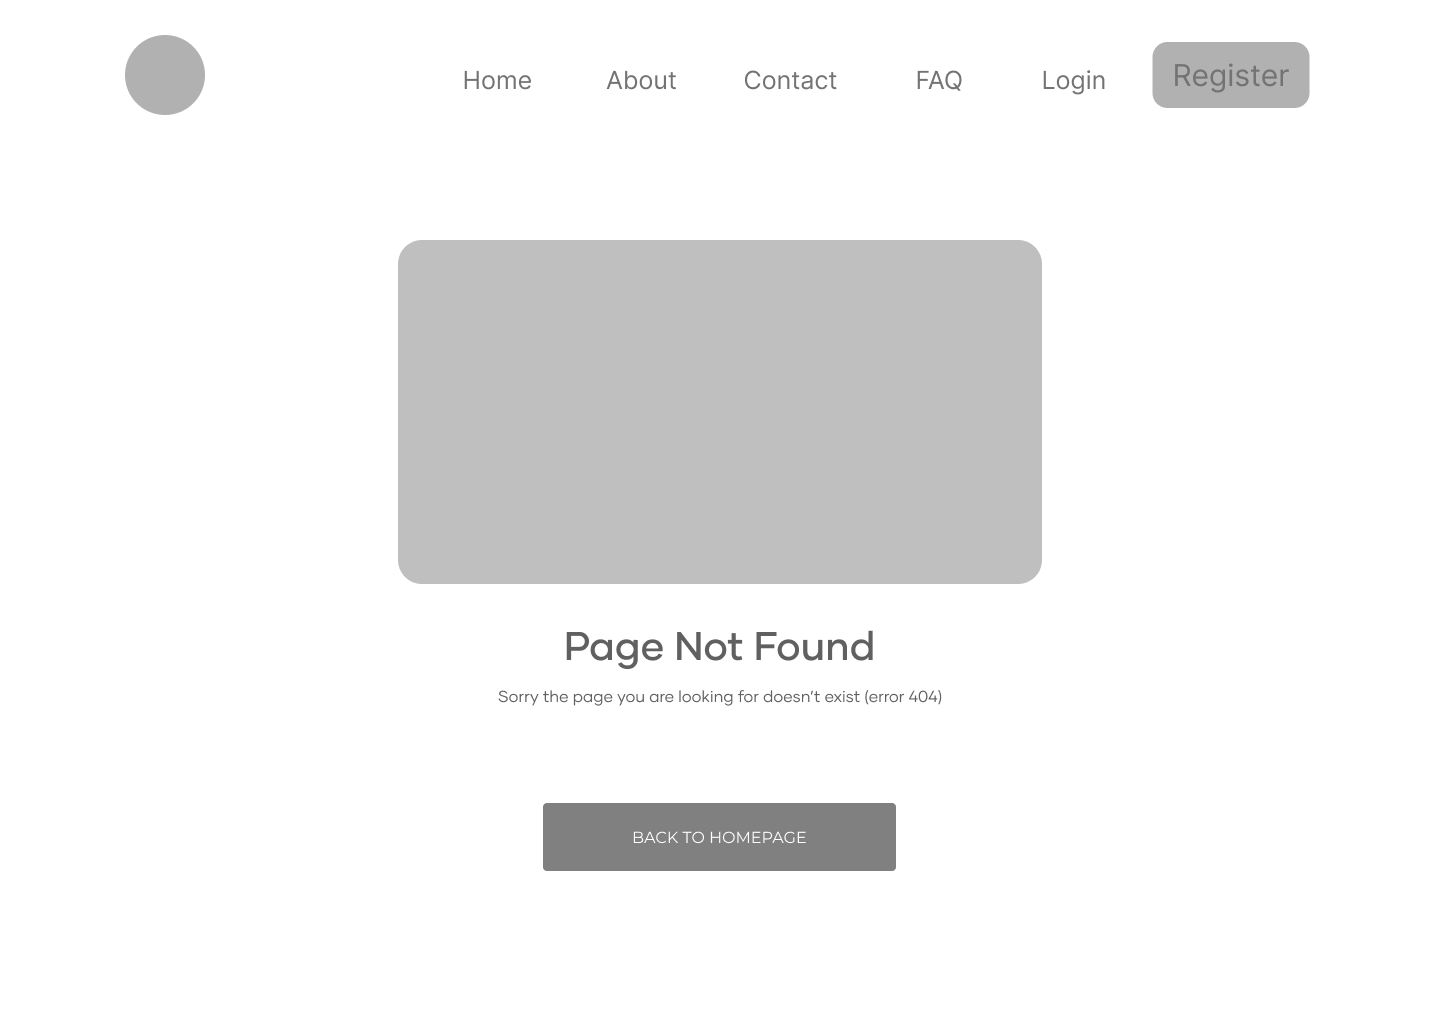 Home About Contact FAQ Login Register
Page Not Found
Sorry the page you are looking for doesn’t exist (error 404)
BACK TO HOMEPAGE